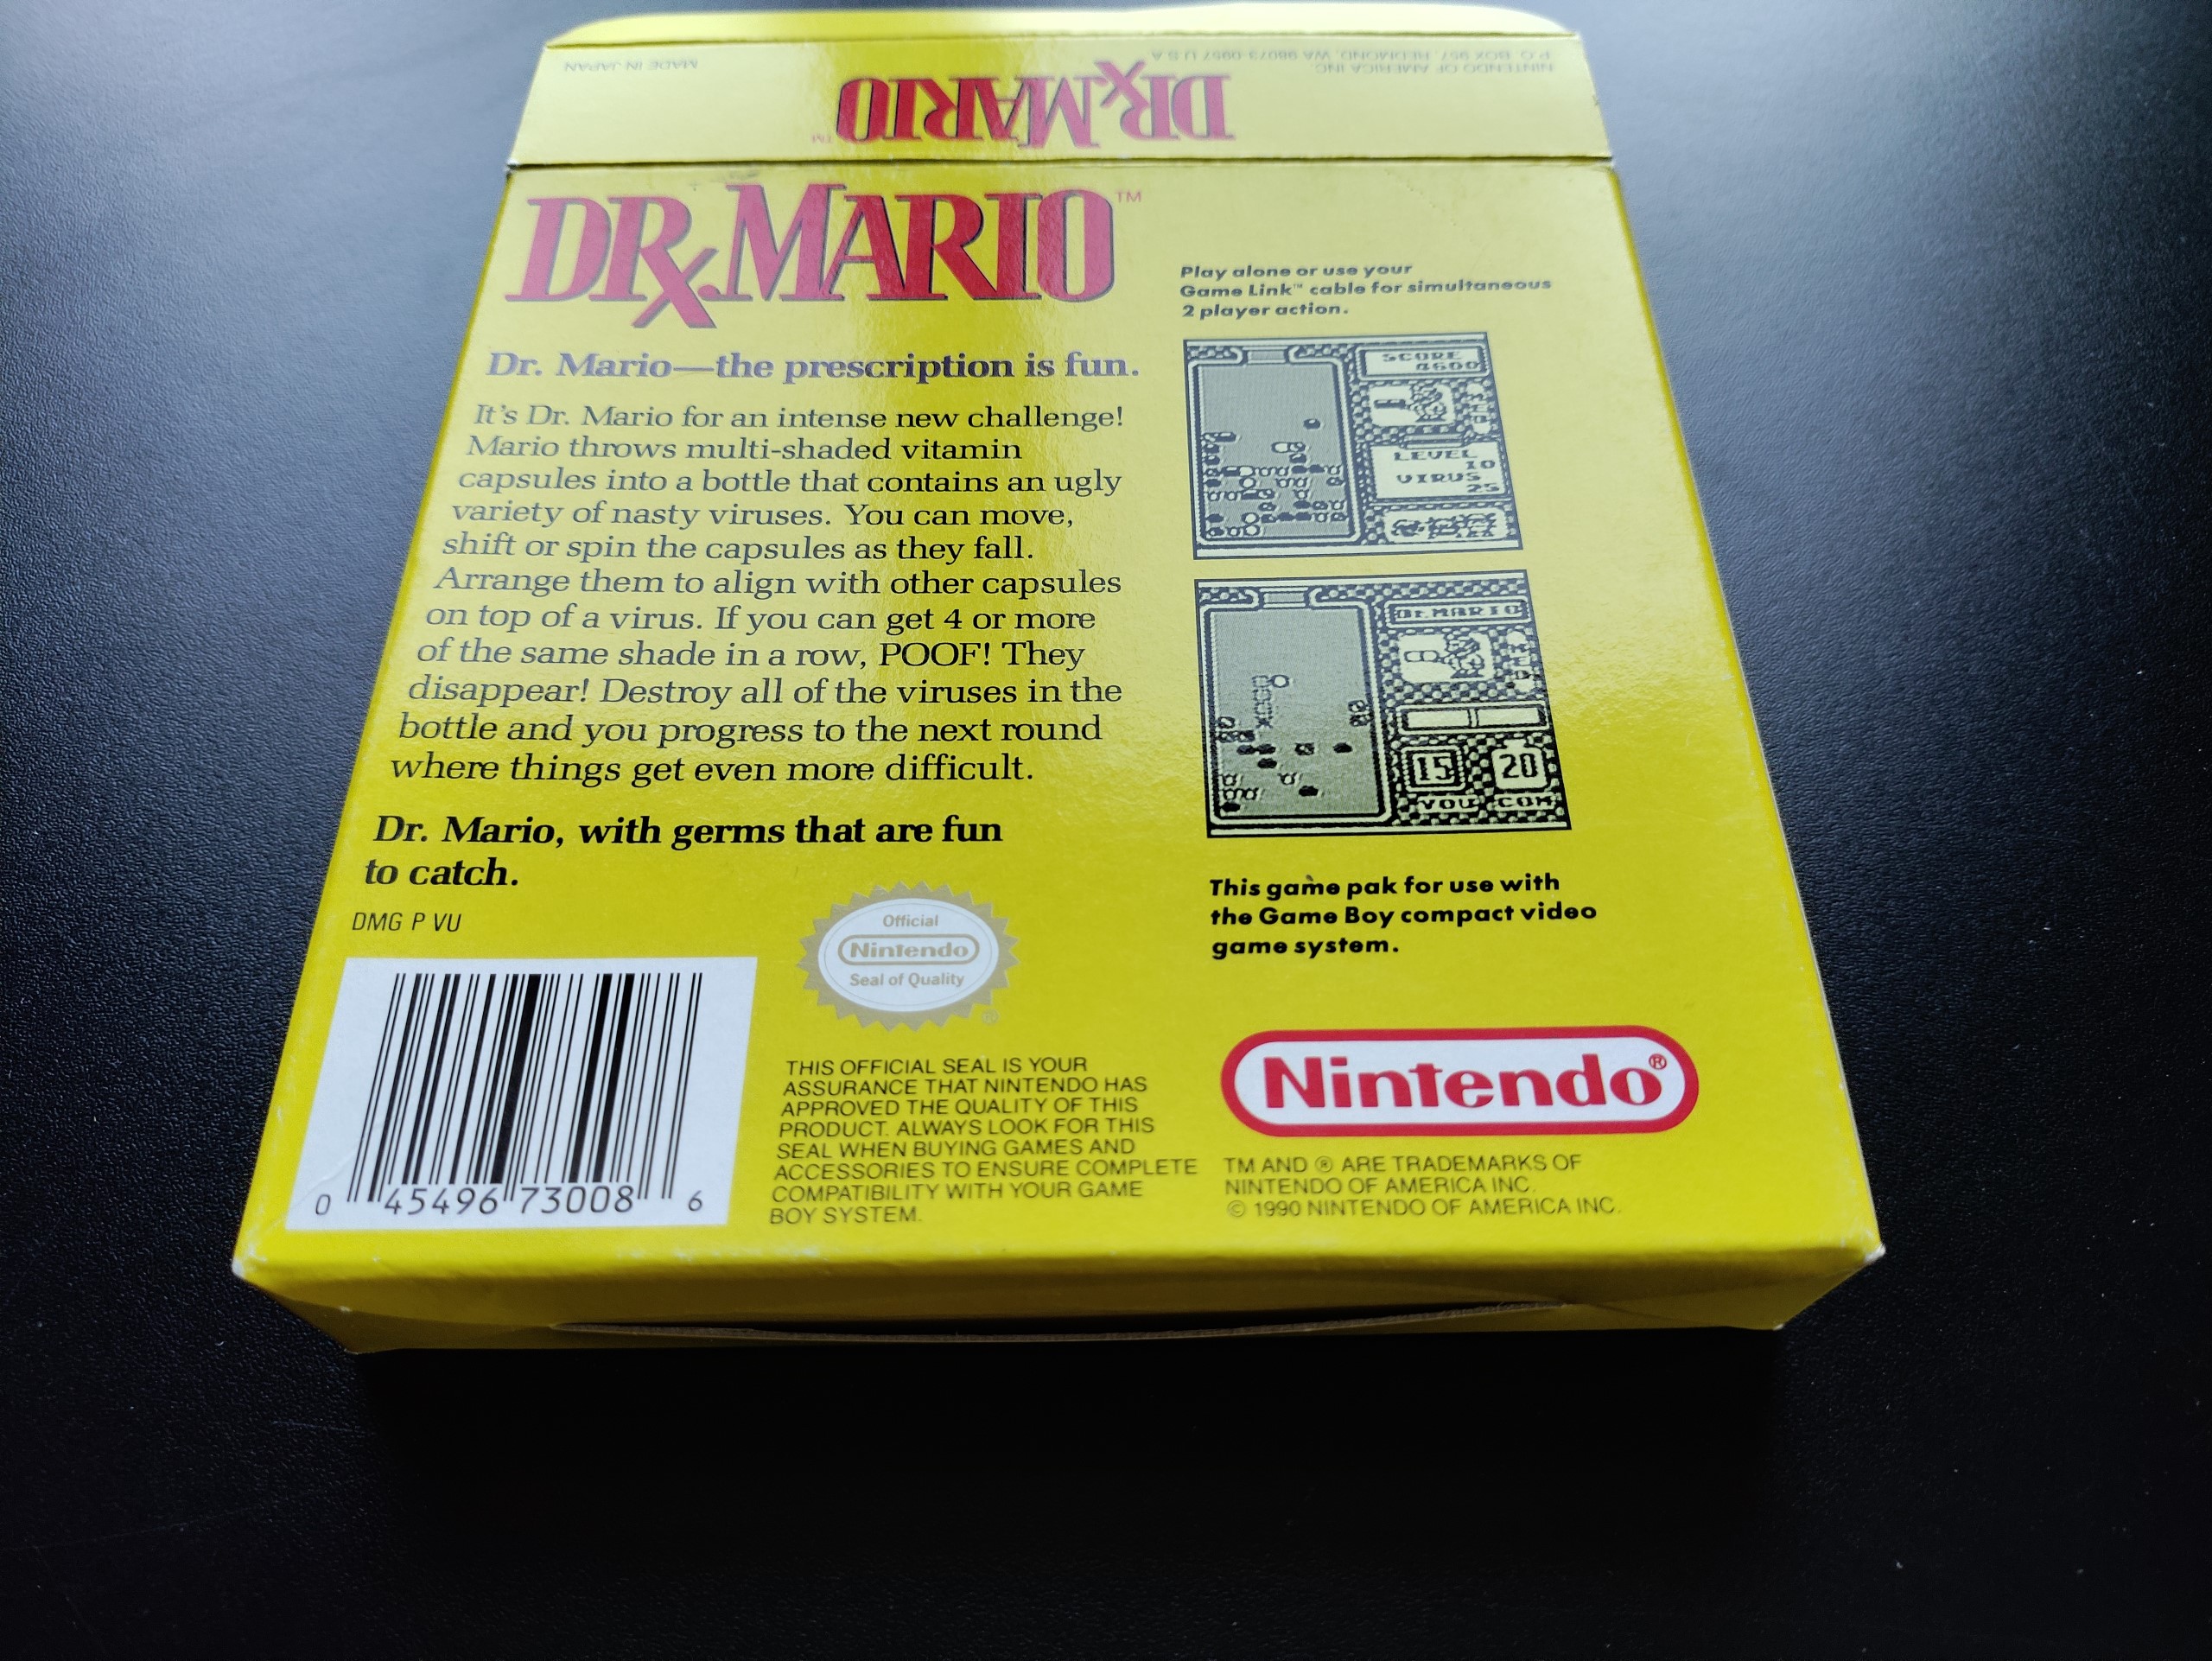 MADE IN JAPAN
NINTENDO OF AMERICA INC.
P.O. BOX 957, REDMOND, WA 98073-0957 U.S.A.
DR. MARIO™
DR. MARIO™
Dr. Mario—the prescription is fun.
It's Dr. Mario for an intense new challenge!
Mario throws multi-shaded vitamin
capsules into a bottle that contains an ugly
variety of nasty viruses. You can move,
shift or spin the capsules as they fall.
Arrange them to align with other capsules
on top of a virus. If you can get 4 or more
of the same shade in a row, POOF! They
disappear! Destroy all of the viruses in the
bottle and you progress to the next round
where things get even more difficult.
Dr. Mario, with germs that are fun
to catch.
DMG P VU
0 45496 73008 6
Official
Nintendo
Seal of Quality
®
THIS OFFICIAL SEAL IS YOUR
ASSURANCE THAT NINTENDO HAS
APPROVED THE QUALITY OF THIS
PRODUCT. ALWAYS LOOK FOR THIS
SEAL WHEN BUYING GAMES AND
ACCESSORIES TO ENSURE COMPLETE
COMPATIBILITY WITH YOUR GAME
BOY SYSTEM.
Play alone or use your
Game Link™ cable for simultaneous
2 player action.
SCORE
4600
LEVEL
10
VIRUS
25
Dr. MARIO
15 20
YOU COM
This game pak for use with
the Game Boy compact video
game system.
Nintendo®
TM AND ® ARE TRADEMARKS OF
NINTENDO OF AMERICA INC.
© 1990 NINTENDO OF AMERICA INC.